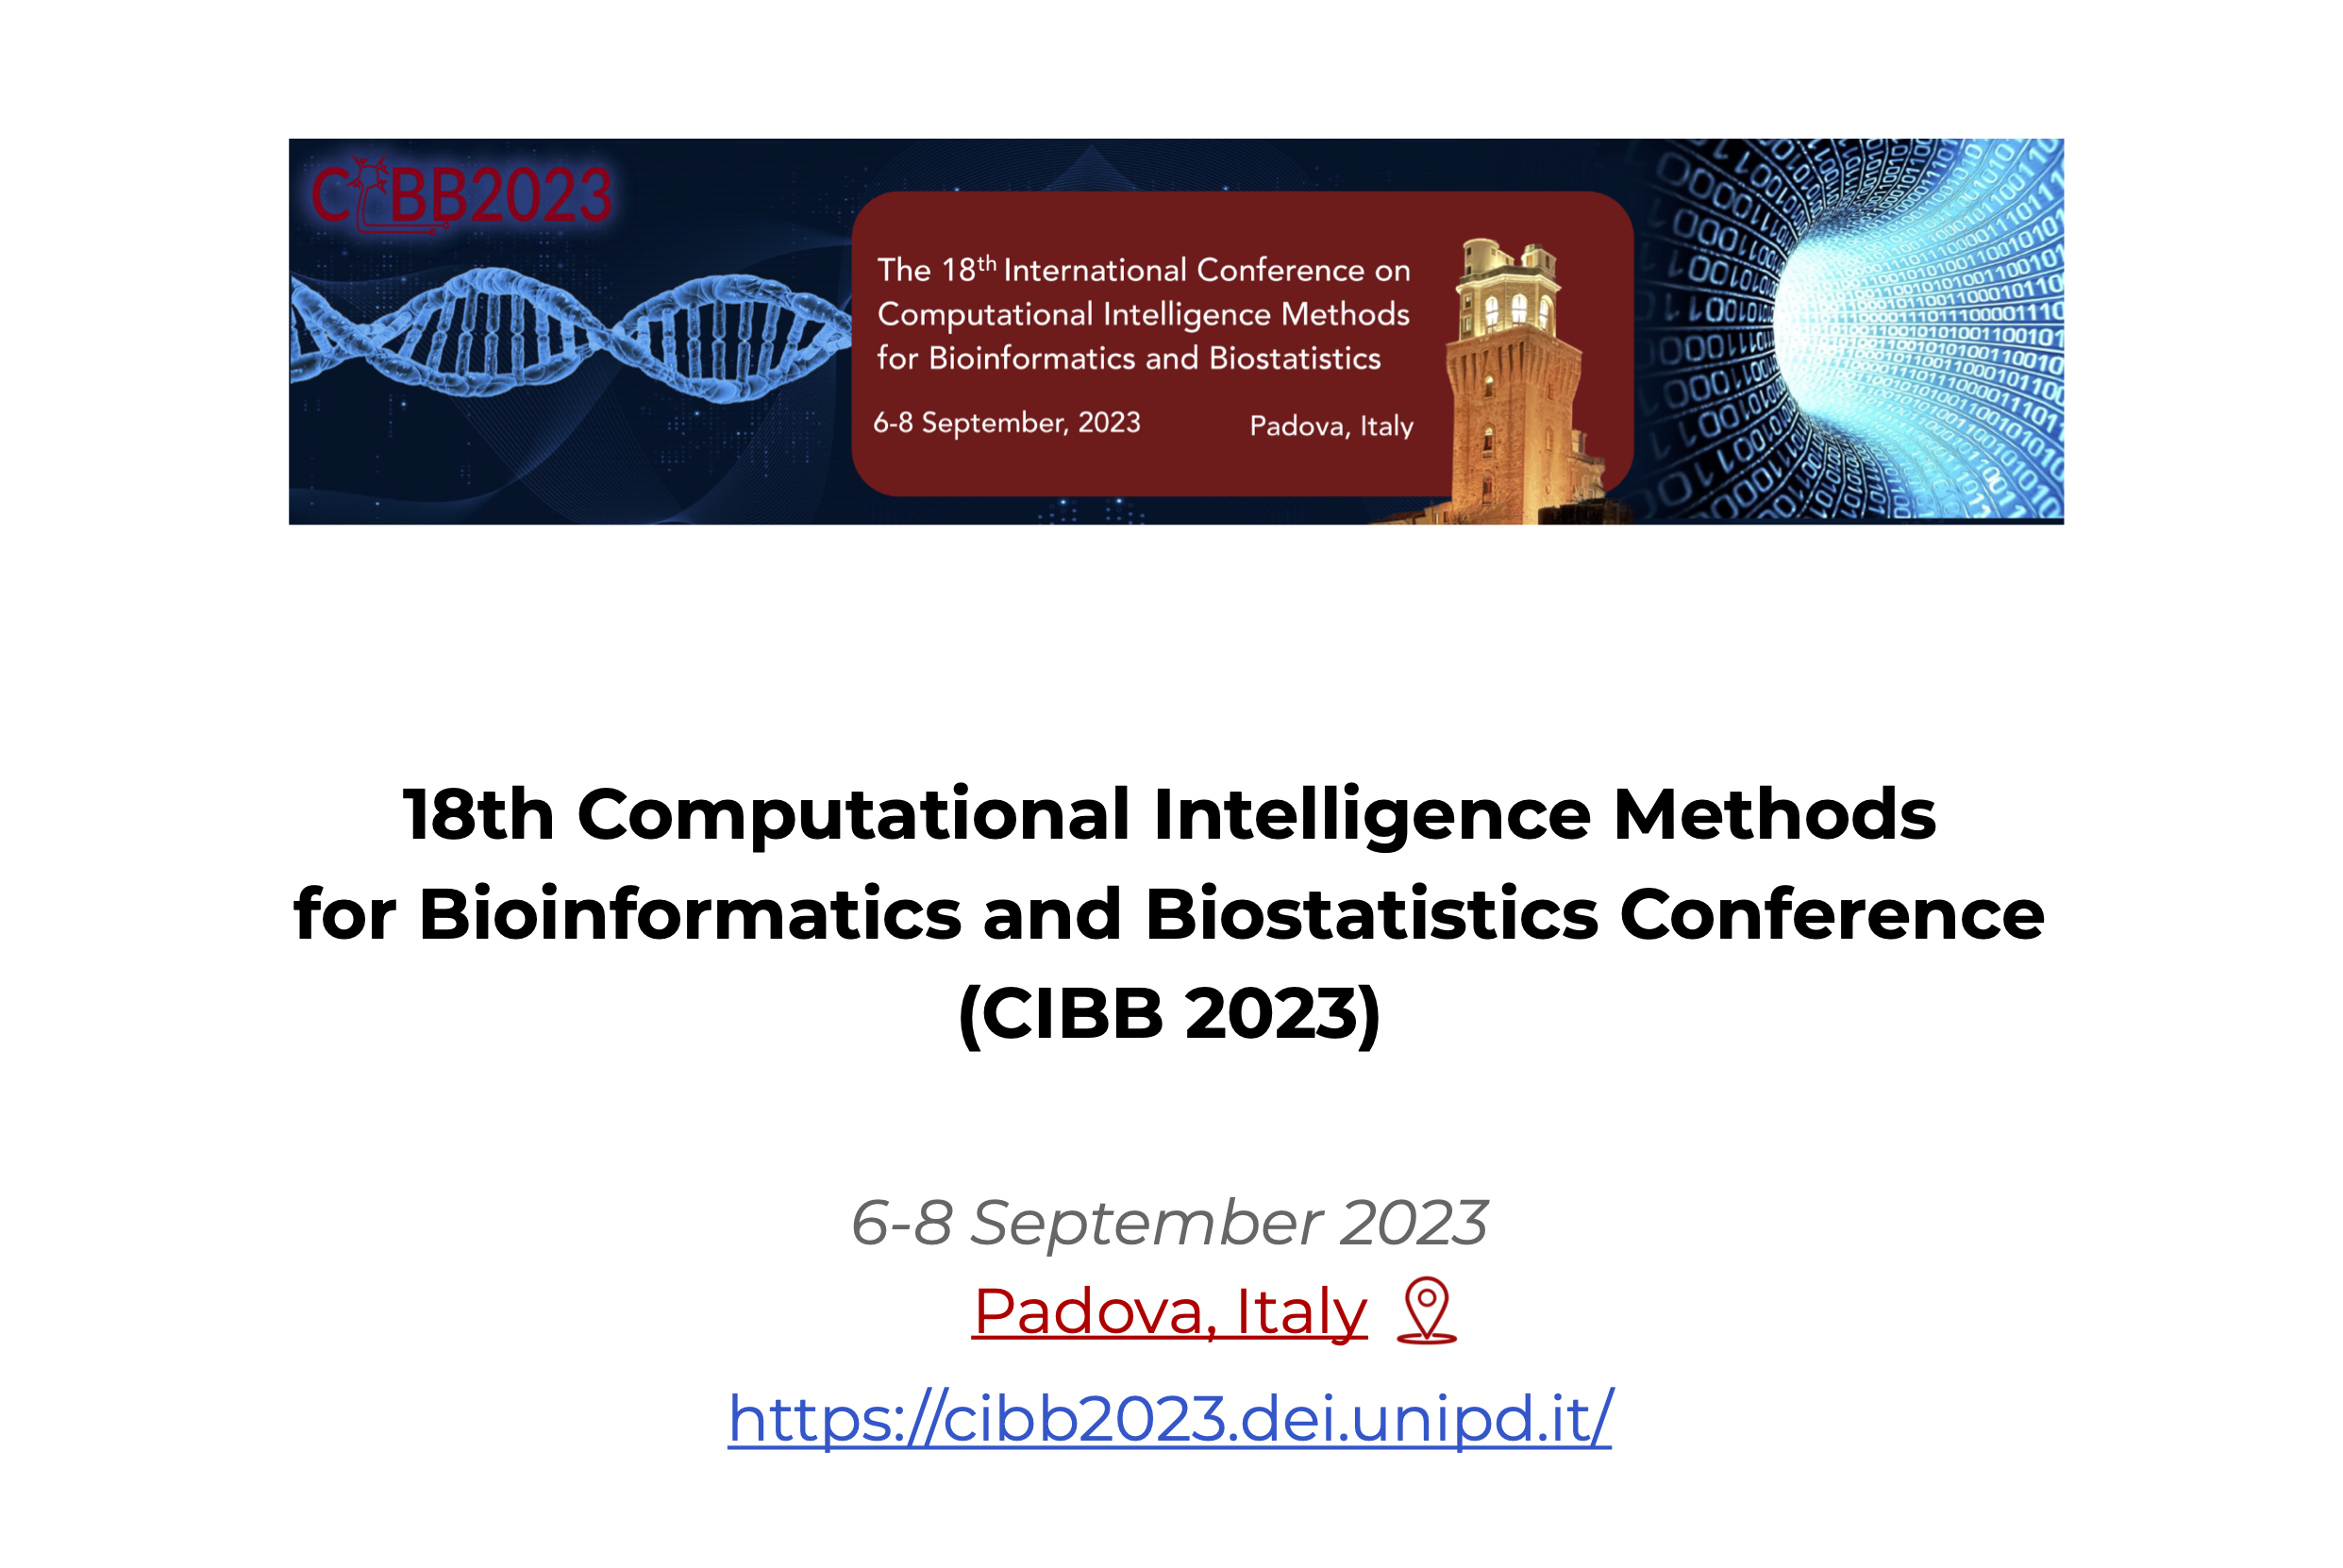 CiBB2023
The 18th International Conference on
Computational Intelligence Methods
for Bioinformatics and Biostatistics
6-8 September, 2023
Padova, Italy
18th Computational Intelligence Methods
for Bioinformatics and Biostatistics Conference
(CIBB 2023)
6-8 September 2023
Padova, Italy
https://cibb2023.dei.unipd.it/